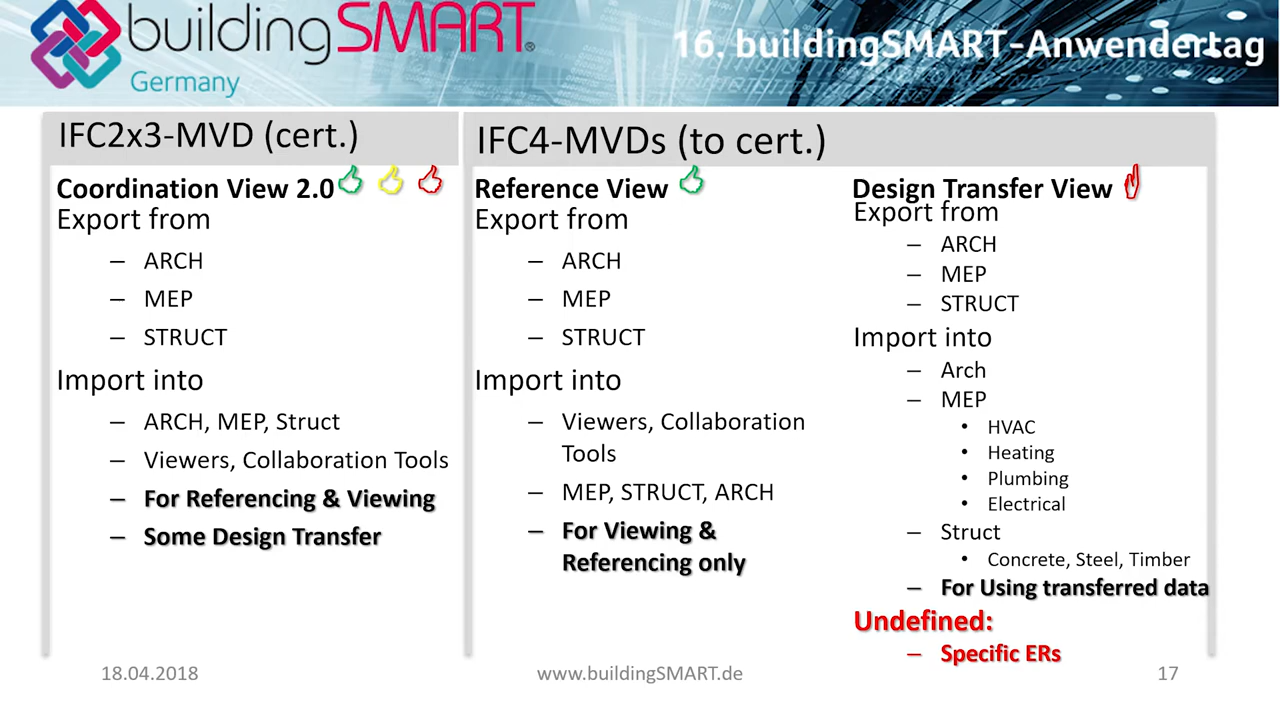 buildingSMART®
Germany
16. buildingSMART-Anwendertag
IFC2x3-MVD (cert.)
Coordination View 2.0
Export from
– ARCH
– MEP
– STRUCT
Import into
– ARCH, MEP, Struct
– Viewers, Collaboration Tools
– For Referencing & Viewing
– Some Design Transfer
IFC4-MVDs (to cert.)
Reference View
Export from
– ARCH
– MEP
– STRUCT
Import into
– Viewers, Collaboration
Tools
– MEP, STRUCT, ARCH
– For Viewing &
Referencing only
Design Transfer View
Export from
– ARCH
– MEP
– STRUCT
Import into
– Arch
– MEP
• HVAC
• Heating
• Plumbing
• Electrical
– Struct
• Concrete, Steel, Timber
– For Using transferred data
Undefined:
– Specific ERs
18.04.2018
www.buildingSMART.de
17